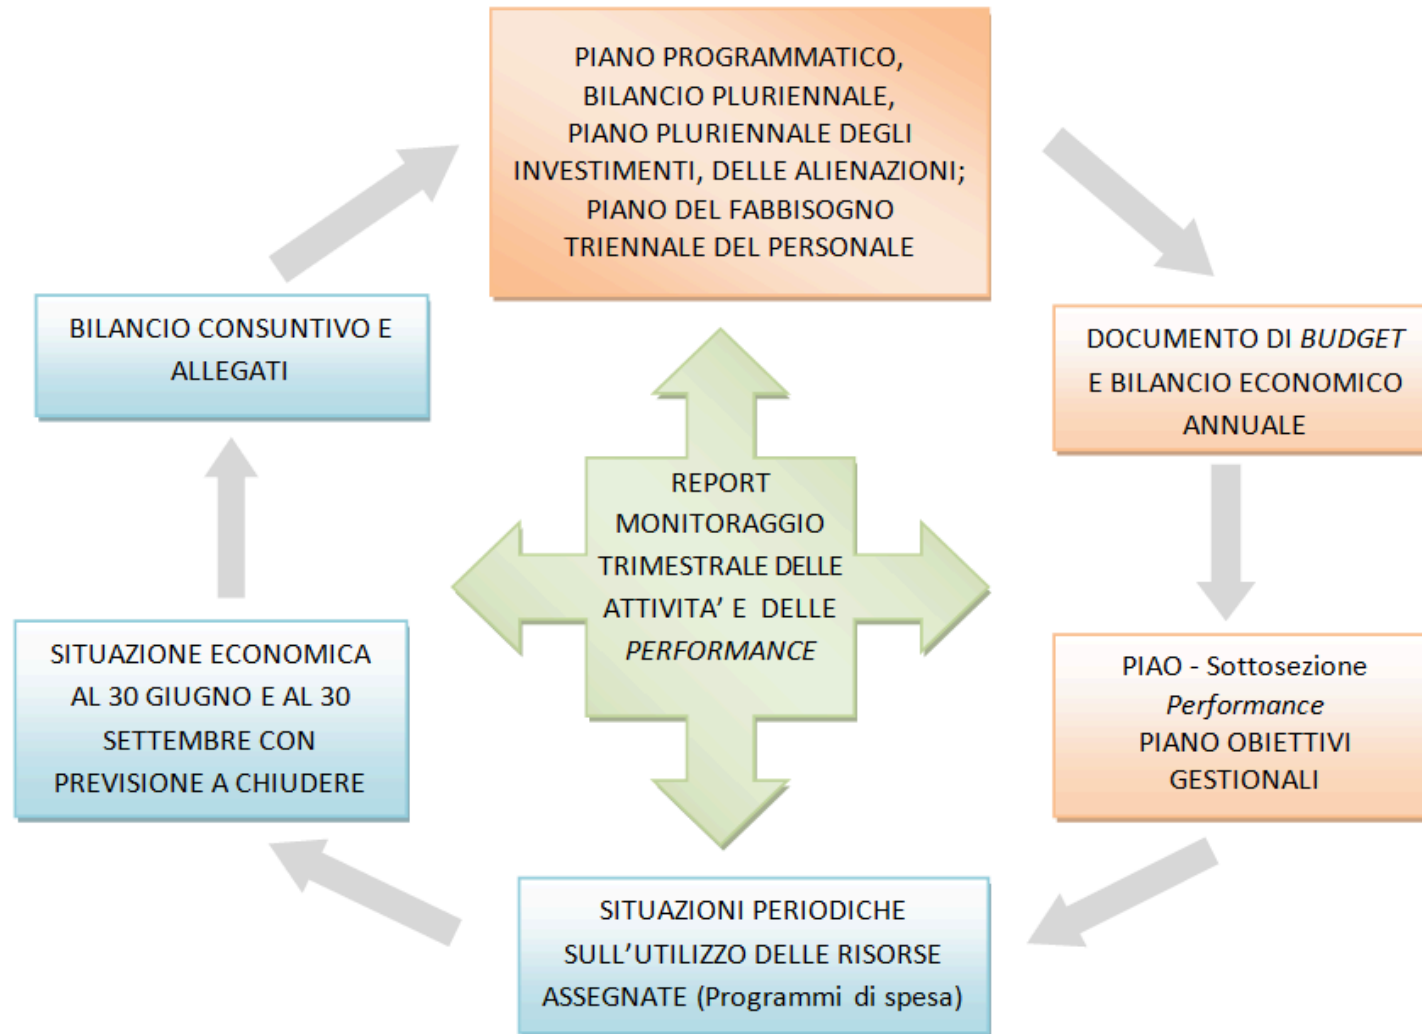 PIANO PROGRAMMATICO,
BILANCIO PLURIENNALE,
PIANO PLURIENNALE DEGLI
INVESTIMENTI, DELLE ALIENAZIONI;
PIANO DEL FABBISOGNO
TRIENNALE DEL PERSONALE
DOCUMENTO DI BUDGET
E BILANCIO ECONOMICO
ANNUALE
PIAO - Sottosezione
Performance
PIANO OBIETTIVI
GESTIONALI
SITUAZIONI PERIODICHE
SULL’UTILIZZO DELLE RISORSE
ASSEGNATE (Programmi di spesa)
SITUAZIONE ECONOMICA
AL 30 GIUGNO E AL 30
SETTEMBRE CON
PREVISIONE A CHIUDERE
BILANCIO CONSUNTIVO E
ALLEGATI
REPORT
MONITORAGGIO
TRIMESTRALE DELLE
ATTIVITA’ E DELLE
PERFORMANCE